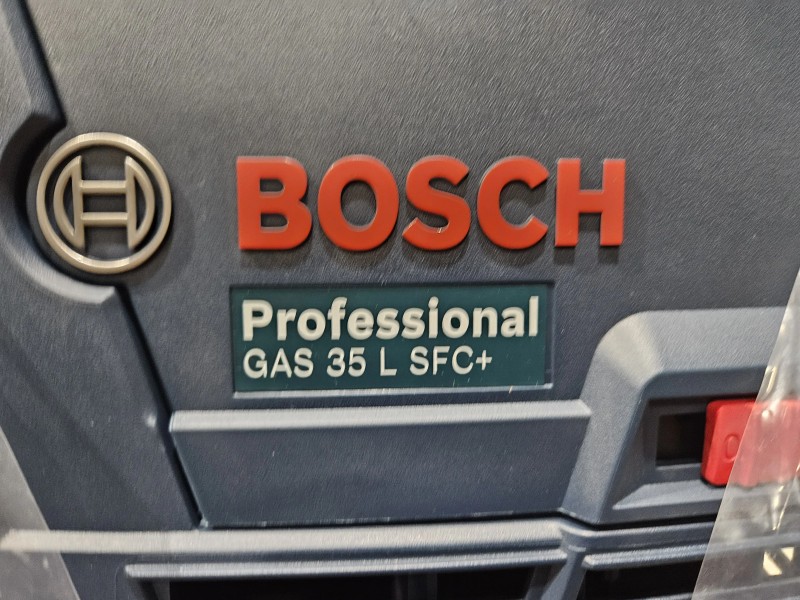 BOSCH
Professional
GAS 35 L SFC+